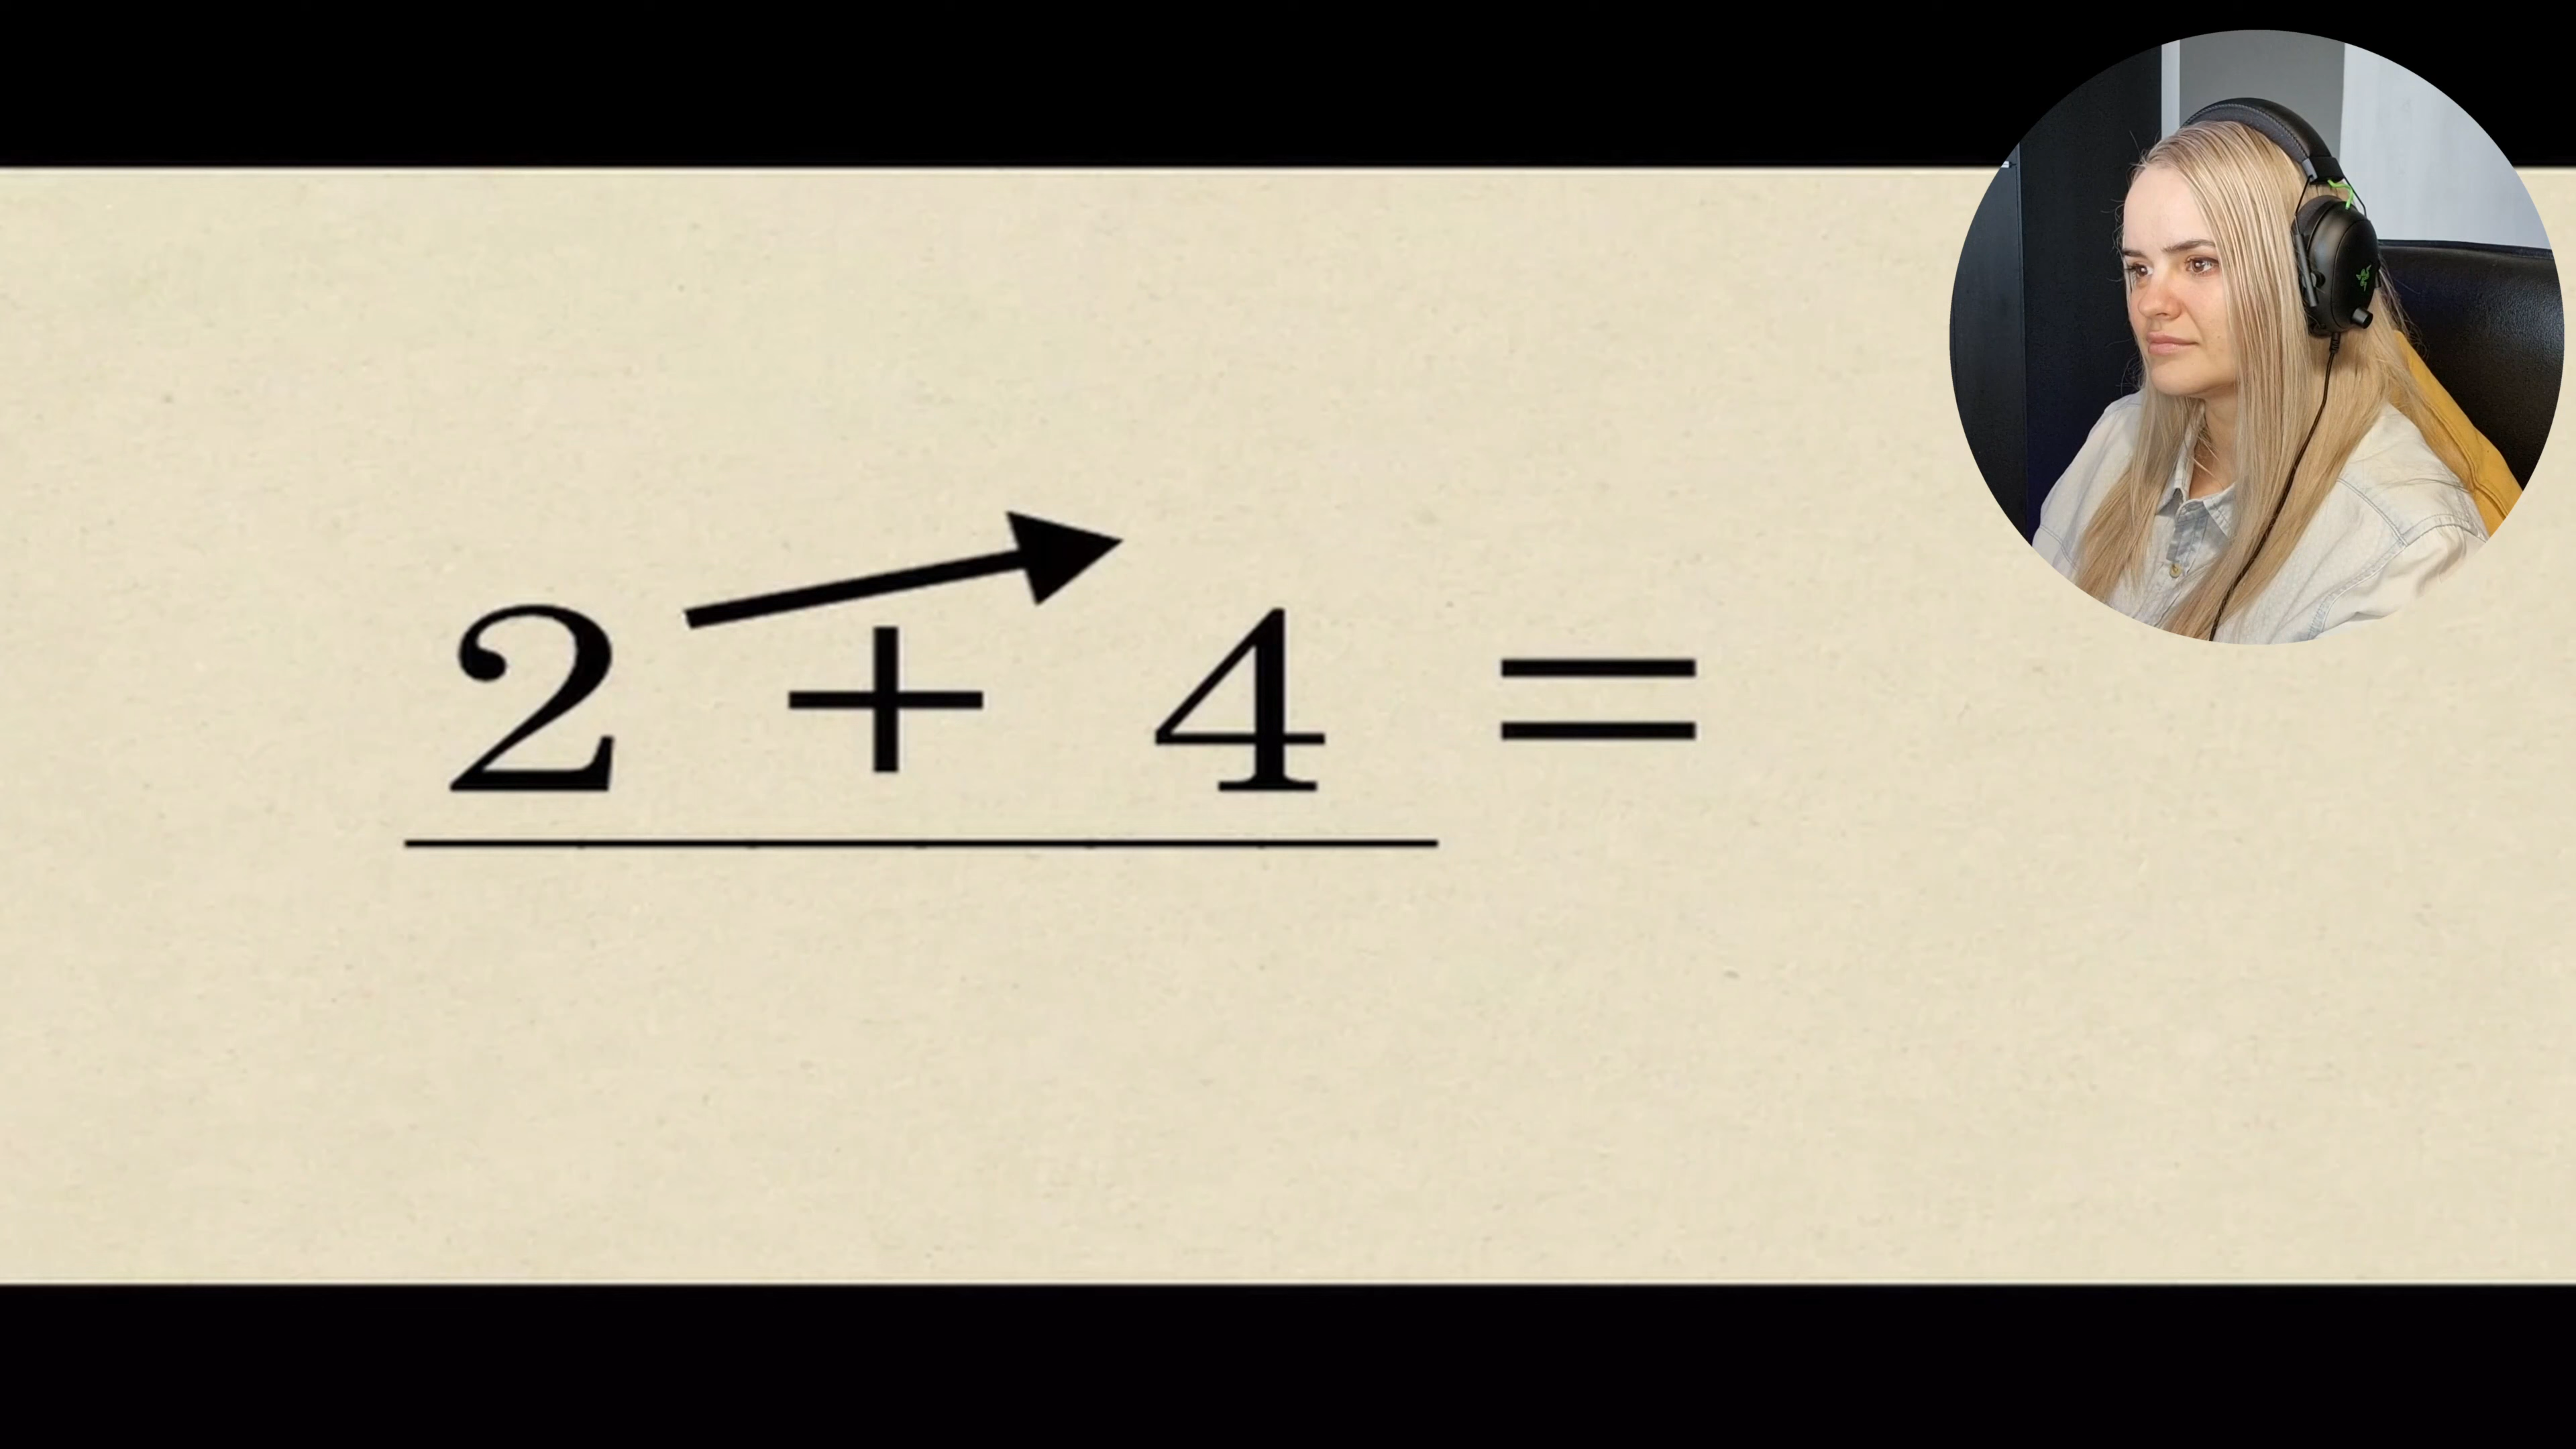 2 + 4 =